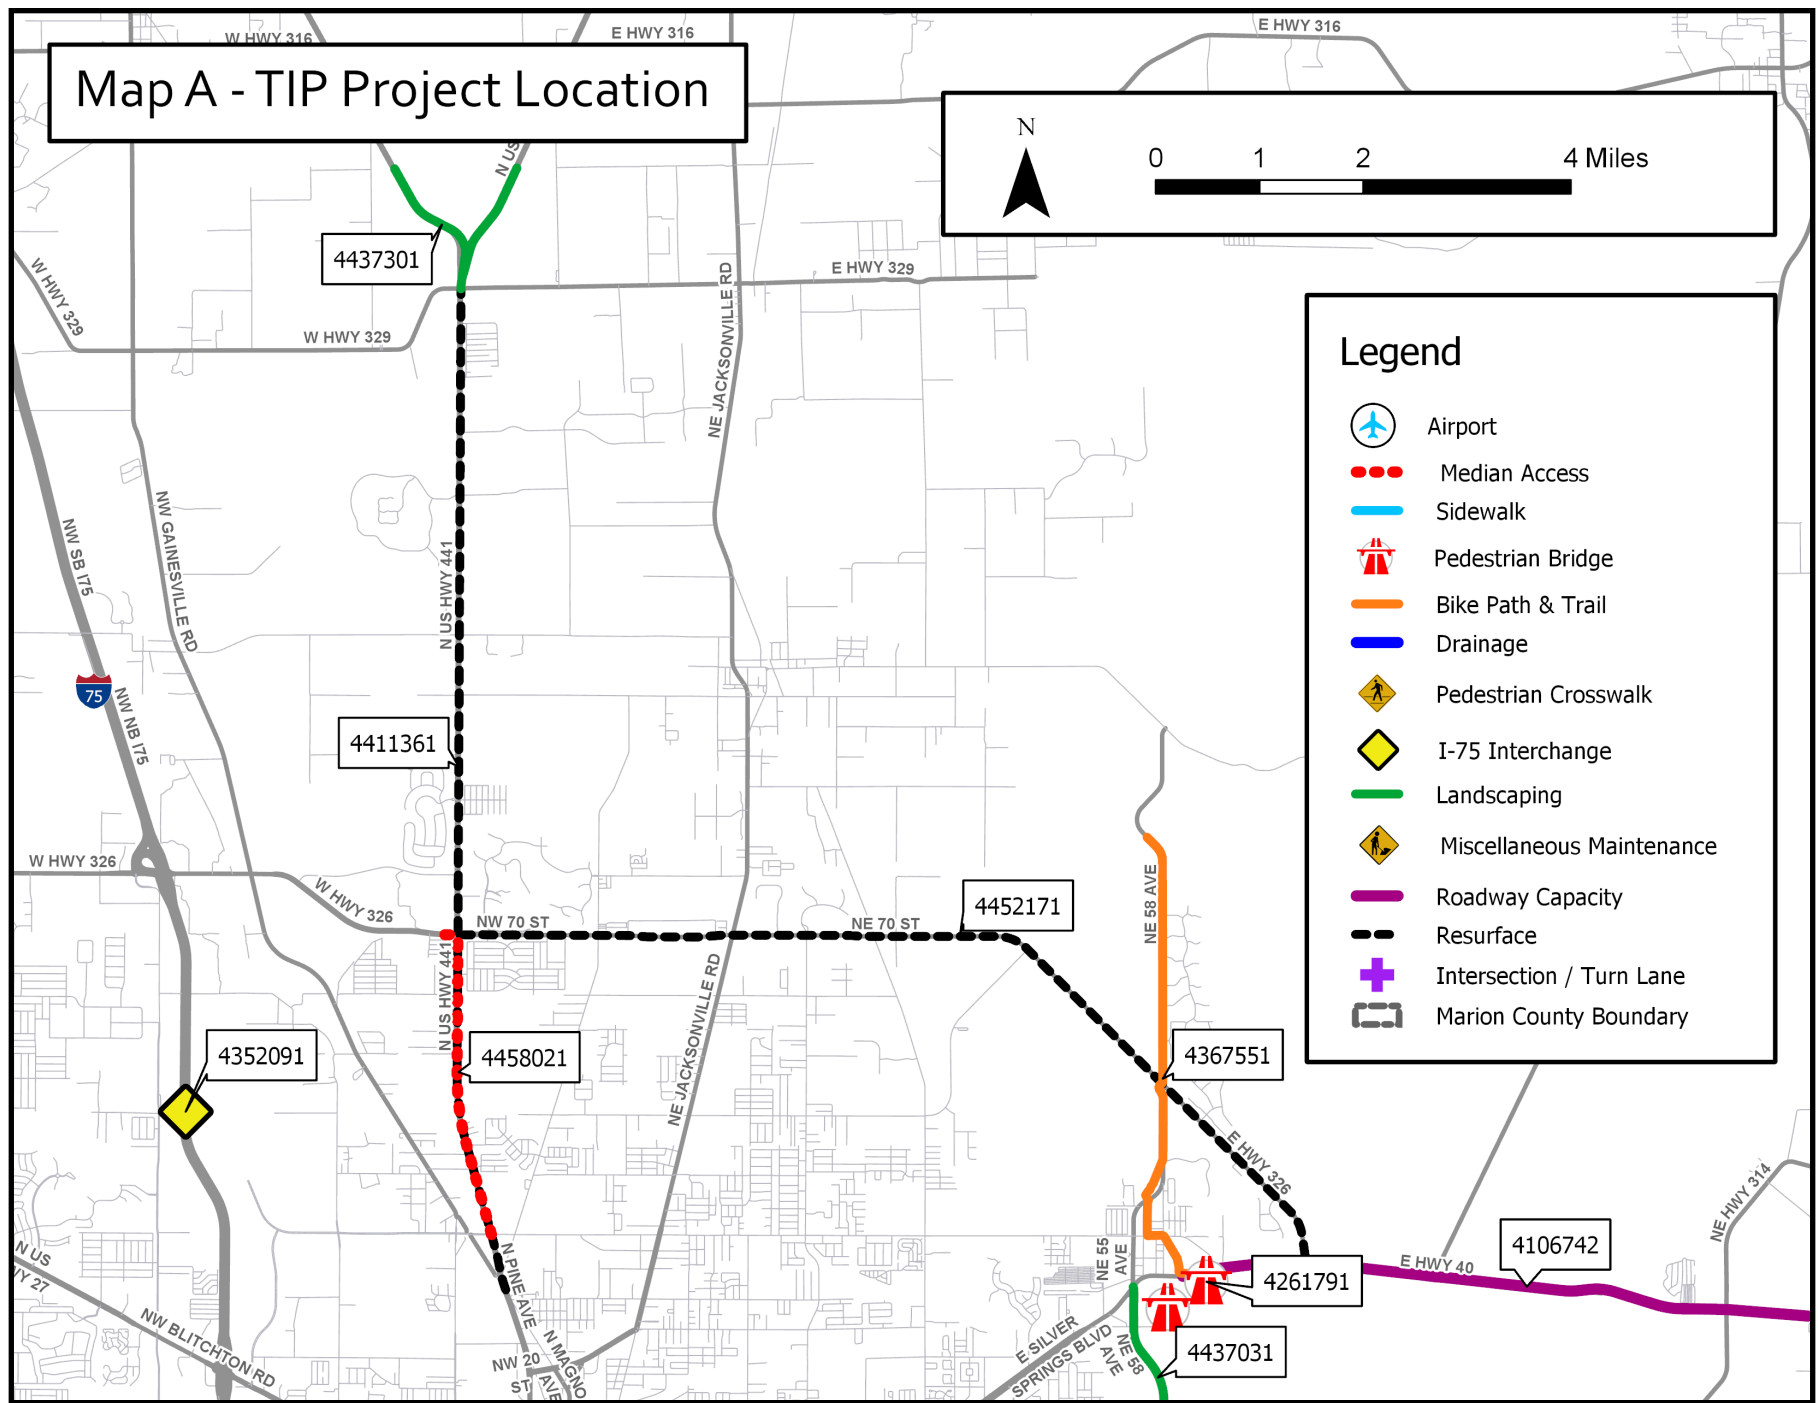 W HWY 316
E HWY 316
E HWY 316
Map A - TIP Project Location
N US
N
0 1 2 4 Miles
4437301
W HWY 329
E HWY 329
W HWY 329
NE JACKSONVILLE RD
Legend
Airport
Median Access
Sidewalk
Pedestrian Bridge
Bike Path & Trail
Drainage
Pedestrian Crosswalk
I-75 Interchange
Landscaping
Miscellaneous Maintenance
Roadway Capacity
Resurface
Intersection / Turn Lane
Marion County Boundary
NW GAINESVILLE RD
NW SB I75
N US HWY 441
75
NW NB I75
4411361
W HWY 326
W HWY 326
NW 70 ST
NE 70 ST
4452171
NE 58 AVE
N US HWY 441
NE JACKSONVILLE RD
4352091
4458021
4367551
E HWY 326
NE HWY 314
4106742
N US
WY 27
N PINE AVE
NE 55
AVE
4261791
E HWY 40
NW BLITCHTON RD
NW 20
ST
AVE
N MAGNO
E SILVER
SPRINGS BLVD
NE 58
AVE
4437031